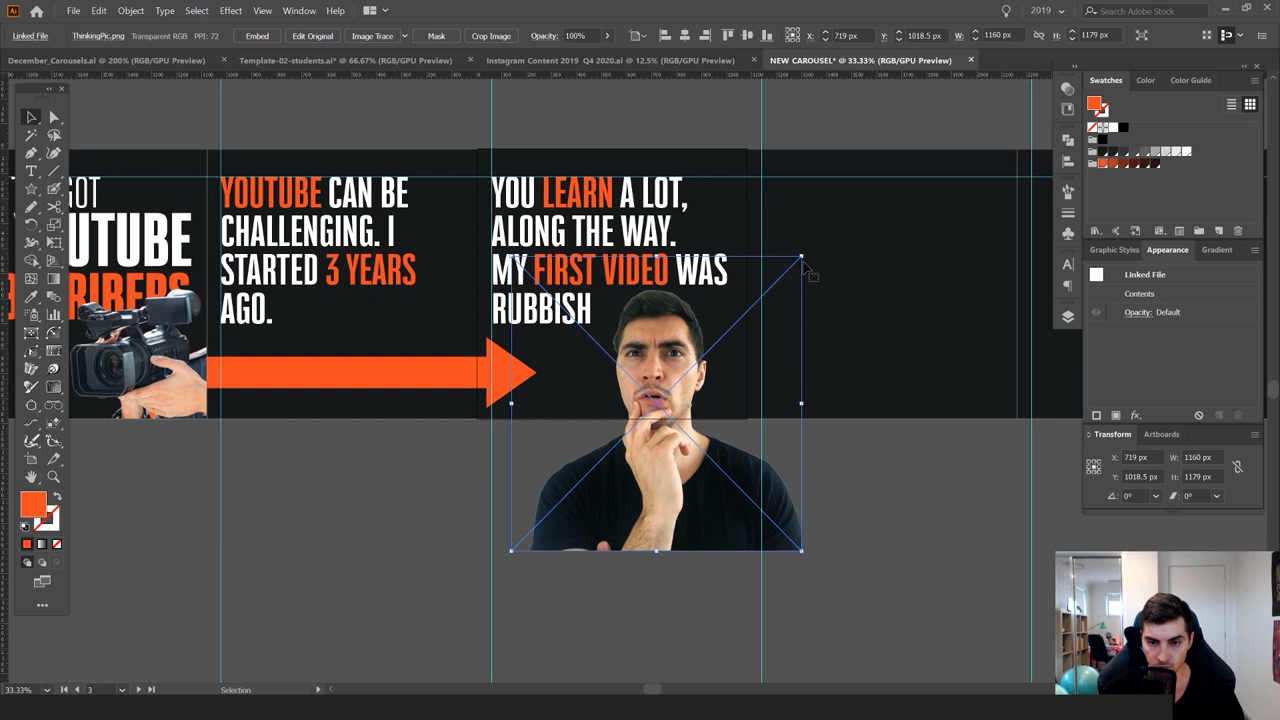 Ai File Edit Object Type Select Effect View Window Help 2019 Search Adobe Stock
Linked File ThinkingPic.png Transparent RGB PPI: 72 Embed Edit Original Image Trace Mask Crop Image Opacity: 100% X: 719 px Y: 1018.5 px W: 1160 px H: 1179 px
December_Carousels.ai @ 200% (RGB/GPU Preview) × Template-02-students.ai* @ 66.67% (RGB/GPU Preview) × Instagram Content 2019 Q4 2020.ai @ 12.5% (RGB/GPU Preview) × NEW CAROUSEL* @ 33.33% (RGB/GPU Preview) ×
Swatches Color Color Guide
GOT
UTUBE
RIBERS
YOUTUBE CAN BE
CHALLENGING. I
STARTED 3 YEARS
AGO.
YOU LEARN A LOT,
ALONG THE WAY.
MY FIRST VIDEO WAS
RUBBISH
Graphic Styles Appearance Gradient
Linked File
Contents
Opacity: Default
fx
Transform Artboards
X: 719 px W: 1160 px
Y: 1018.5 px H: 1179 px
0° 0°
33.33% 3 Selection